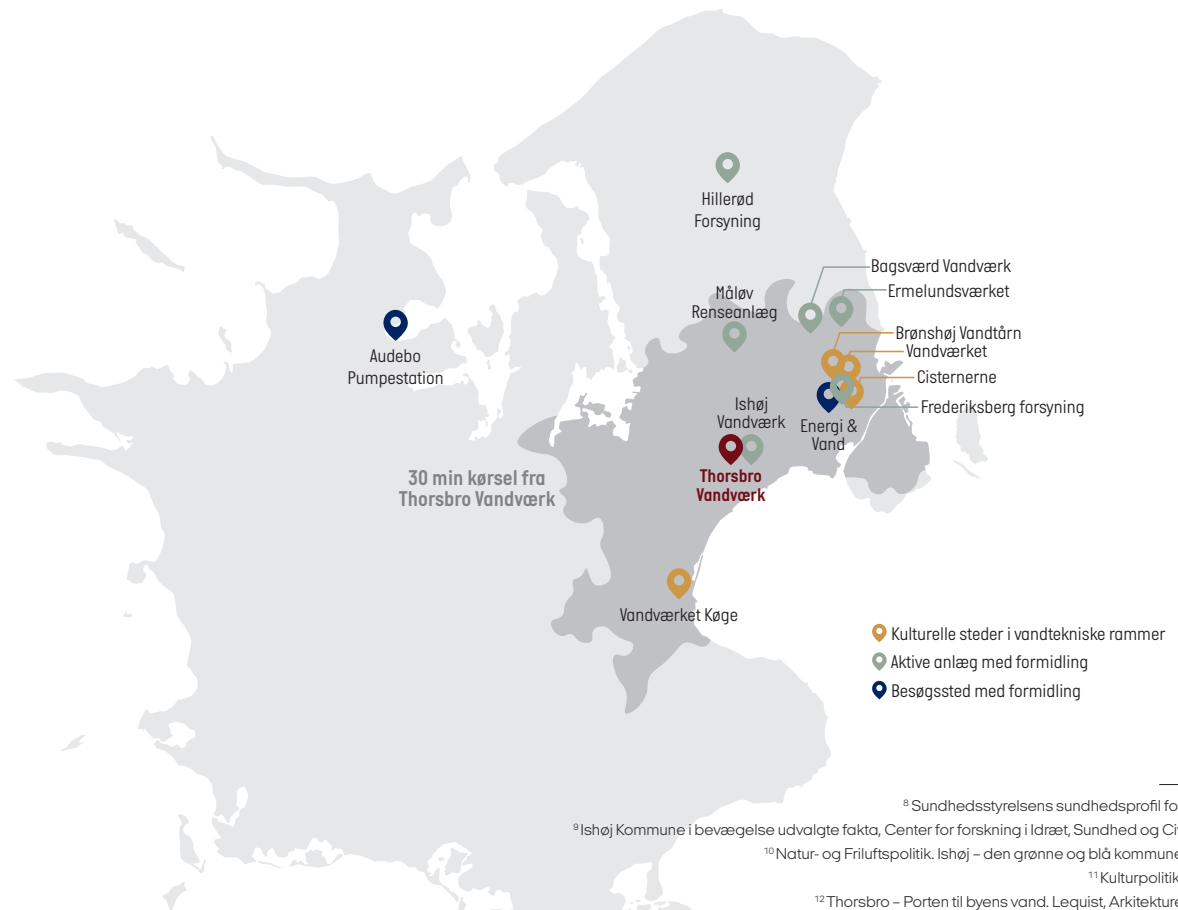 Hillerød
Forsyning
Bagsværd Vandværk
Ermelundsværket
Måløv
Renseanlæg
Brønshøj Vandtårn
Vandværket
Cisternerne
Frederiksberg forsyning
Audebo
Pumpestation
Ishøj
Vandværk
Energi &
Vand
30 min kørsel fra
Thorsbro Vandværk
Thorsbro
Vandværk
Vandværket Køge
Kulturelle steder i vandtekniske rammer
Aktive anlæg med formidling
Besøgssted med formidling
⁸ Sundhedsstyrelsens sundhedsprofil fo
⁹ Ishøj Kommune i bevægelse udvalgte fakta, Center for forskning i Idræt, Sundhed og Civ
¹⁰ Natur- og Friluftspolitik. Ishøj – den grønne og blå kommune
¹¹ Kulturpolitik
¹² Thorsbro – Porten til byens vand. Lequist, Arkitekture